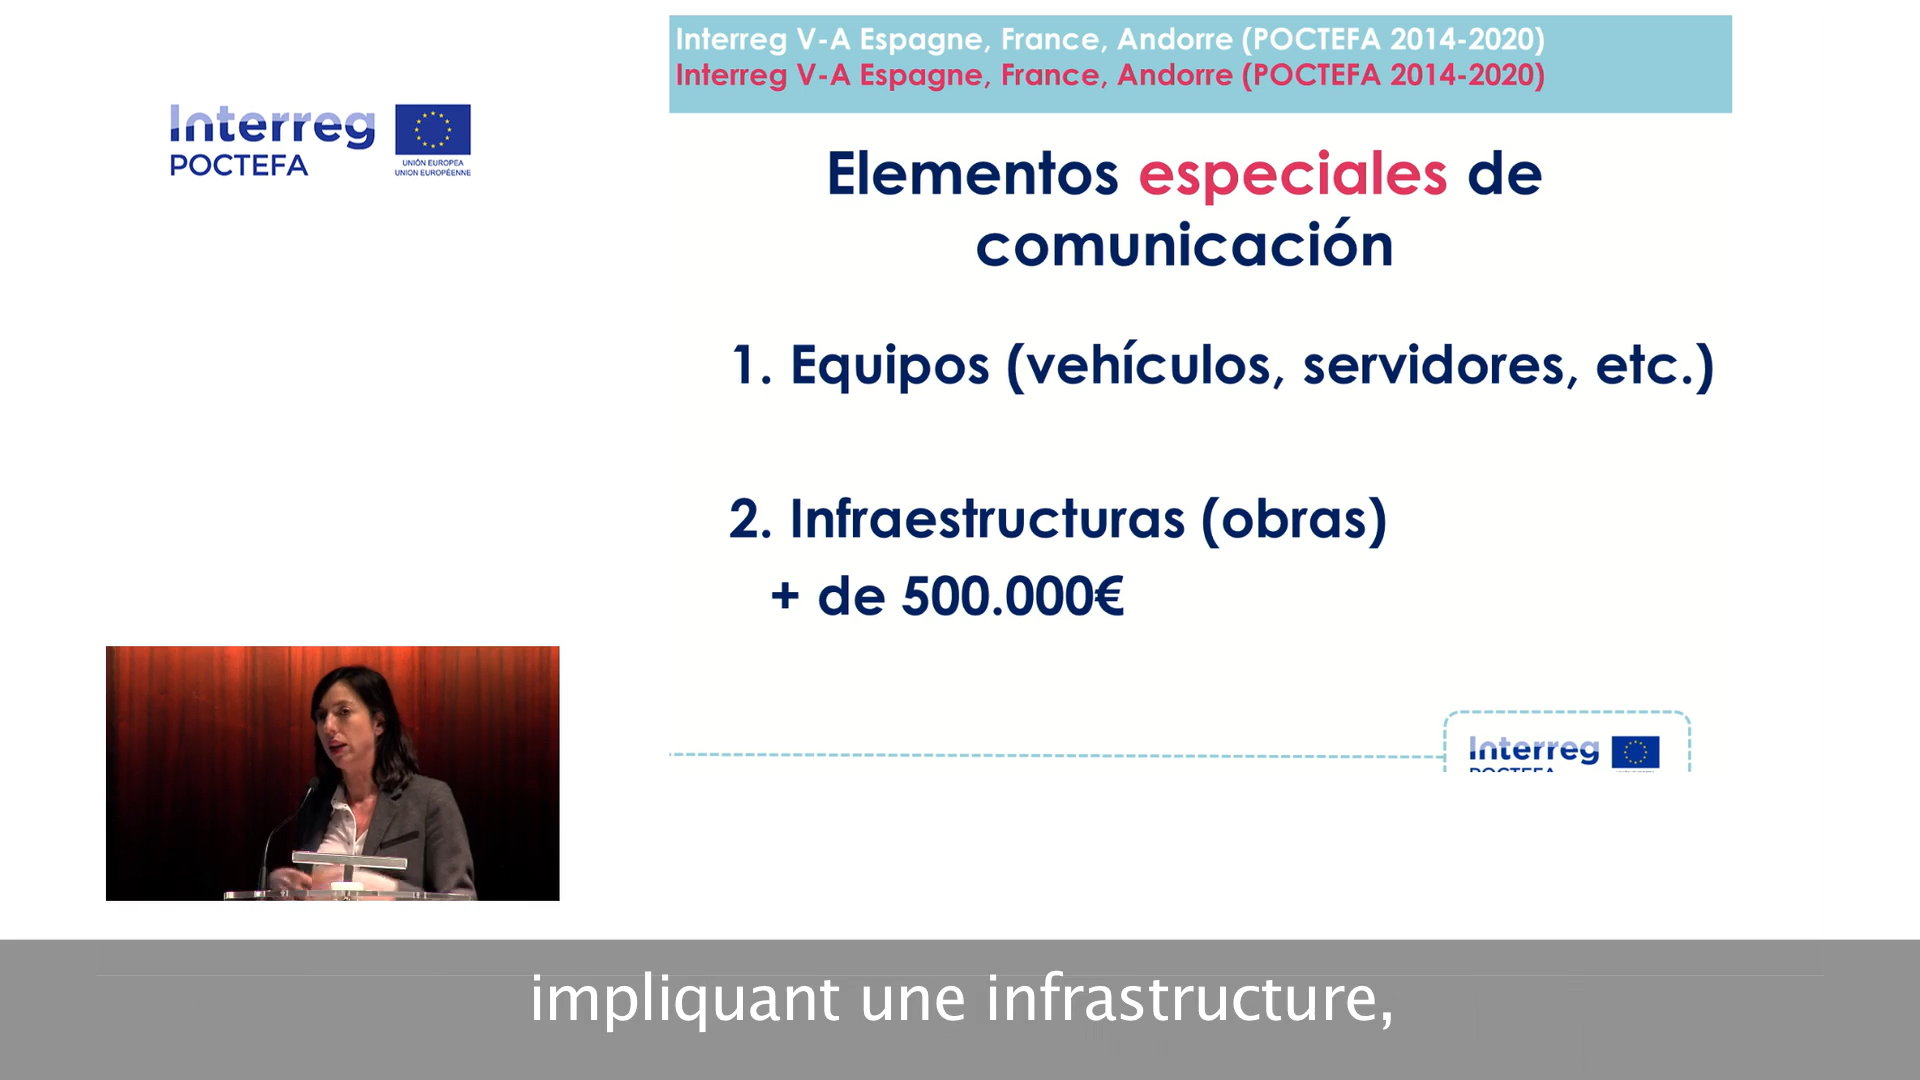 Interreg V-A Espagne, France, Andorre (POCTEFA 2014-2020)
Interreg V-A Espagne, France, Andorre (POCTEFA 2014-2020)
Interreg
POCTEFA
UNIÓN EUROPEA
UNION EUROPÉENNE
Elementos especiales de
comunicación
1. Equipos (vehículos, servidores, etc.)
2. Infraestructuras (obras)
+ de 500.000€
Interreg
POCTEFA
impliquant une infrastructure,